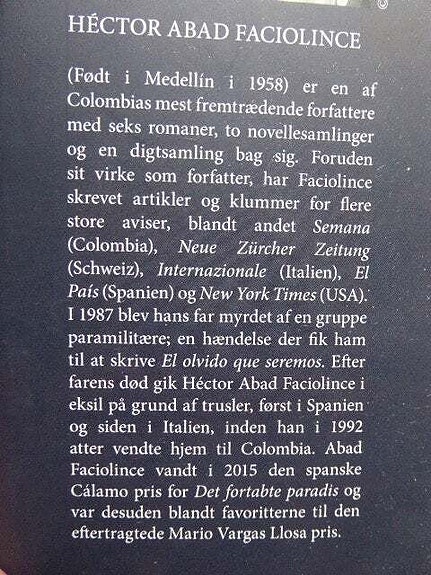 HÉCTOR ABAD FACIOLINCE
(Født i Medellín i 1958) er en af
Colombias mest fremtrædende forfattere
med seks romaner, to novellesamlinger
og en digtsamling bag sig. Foruden
sit virke som forfatter, har Faciolince
skrevet artikler og klummer for flere
store aviser, blandt andet Semana
(Colombia), Neue Zürcher Zeitung
(Schweiz), Internazionale (Italien), El
País (Spanien) og New York Times (USA).
I 1987 blev hans far myrdet af en gruppe
paramilitære; en hændelse der fik ham
til at skrive El olvido que seremos. Efter
farens død gik Héctor Abad Faciolince i
eksil på grund af trusler, først i Spanien
og siden i Italien, inden han i 1992
atter vendte hjem til Colombia. Abad
Faciolince vandt i 2015 den spanske
Cálamo pris for Det fortabte paradis og
var desuden blandt favoritterne til den
eftertragtede Mario Vargas Llosa pris.